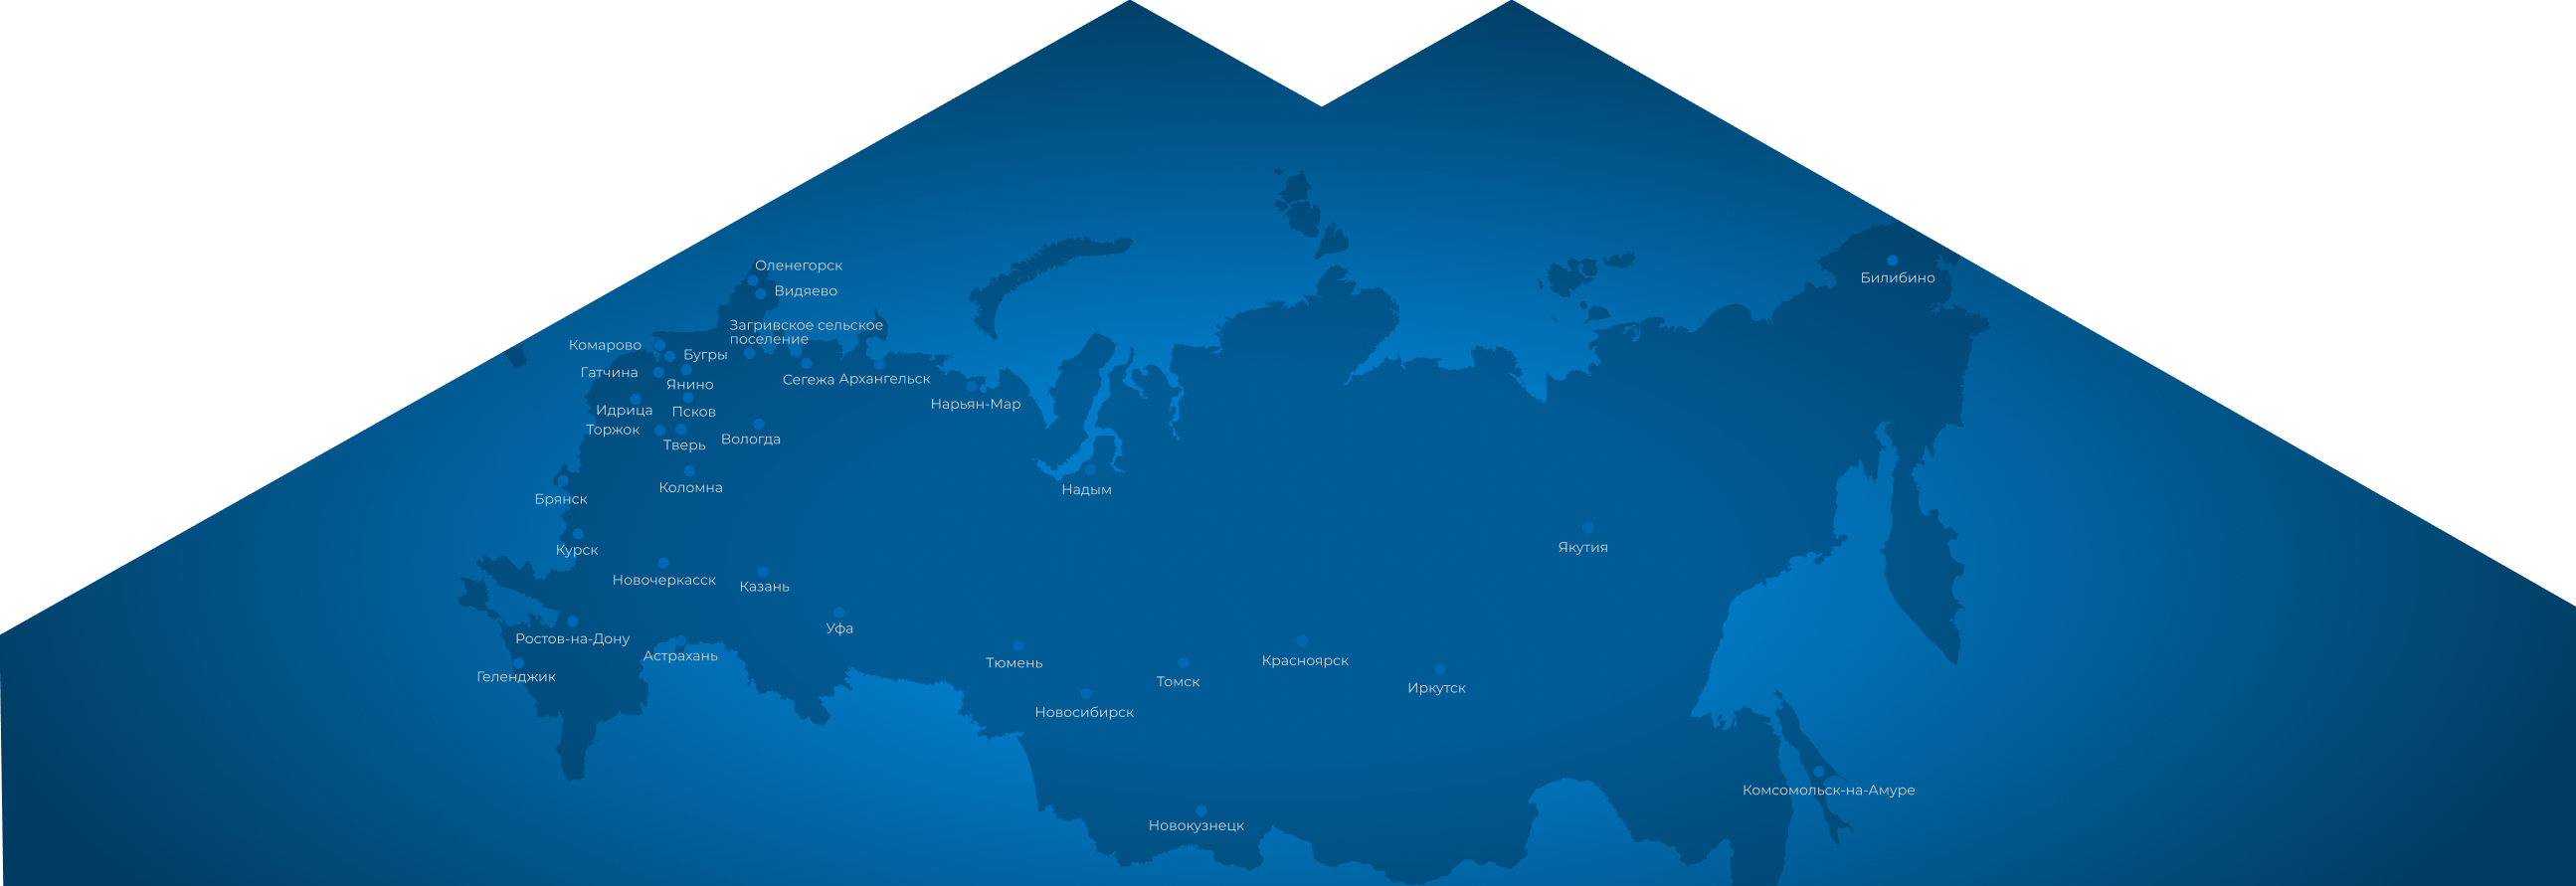 Оленегорск
Билибино
Видяево
Загривское сельское
поселение
Комарово
Бугры
Гатчина
Янино
Сегежа
Архангельск
Нарьян-Мар
Идрица
Псков
Торжок
Тверь
Вологда
Коломна
Надым
Брянск
Курск
Якутия
Новочеркасск
Казань
Уфа
Ростов-на-Дону
Астрахань
Тюмень
Красноярск
Геленджик
Томск
Иркутск
Новосибирск
Комсомольск-на-Амуре
Новокузнецк